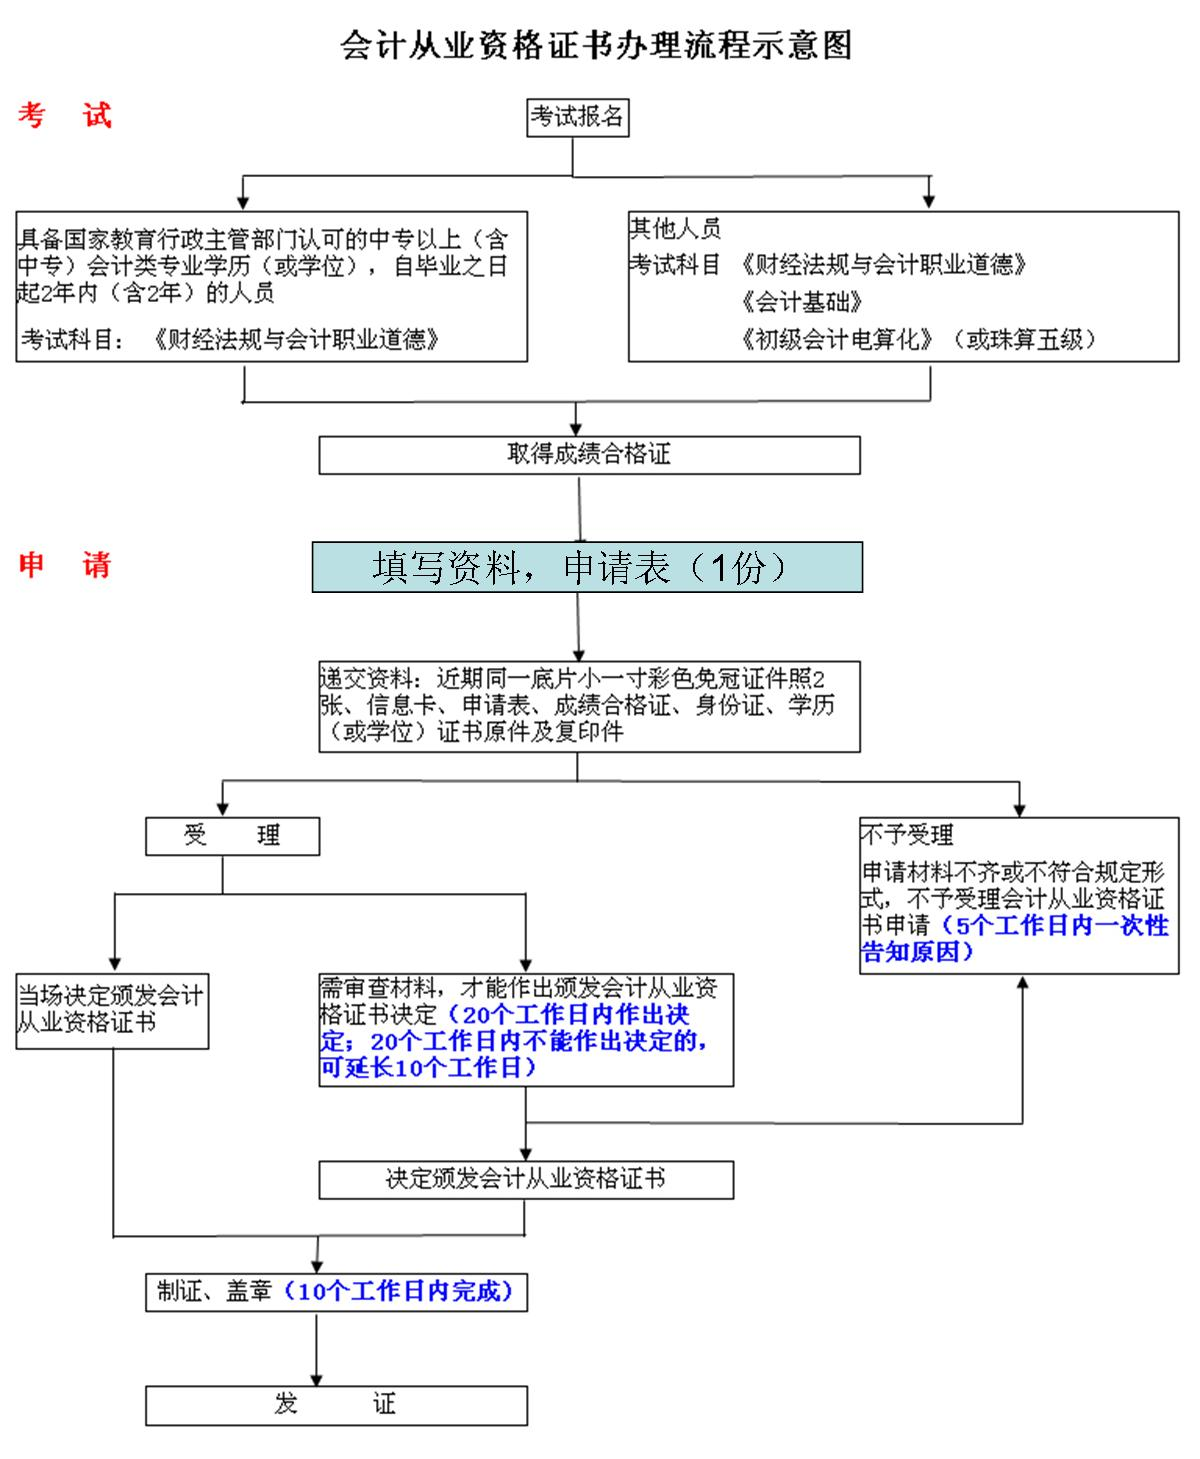 会计从业资格证书办理流程示意图
考 试
考试报名
具备国家教育行政主管部门认可的中专以上（含
中专）会计类专业学历（或学位），自毕业之日
起2年内（含2年）的人员
考试科目：《财经法规与会计职业道德》
其他人员
考试科目 《财经法规与会计职业道德》
《会计基础》
《初级会计电算化》（或珠算五级）
取得成绩合格证
申 请
填写资料，申请表（1份）
递交资料：近期同一底片小一寸彩色免冠证件照2
张、信息卡、申请表、成绩合格证、身份证、学历
（或学位）证书原件及复印件
受 理
不予受理
申请材料不齐或不符合规定形
式，不予受理会计从业资格证
书申请（5个工作日内一次性
告知原因）
当场决定颁发会计
从业资格证书
需审查材料，才能作出颁发会计从业资
格证书决定（20个工作日内作出决
定；20个工作日内不能作出决定的，
可延长10个工作日）
决定颁发会计从业资格证书
制证、盖章（10个工作日内完成）
发 证